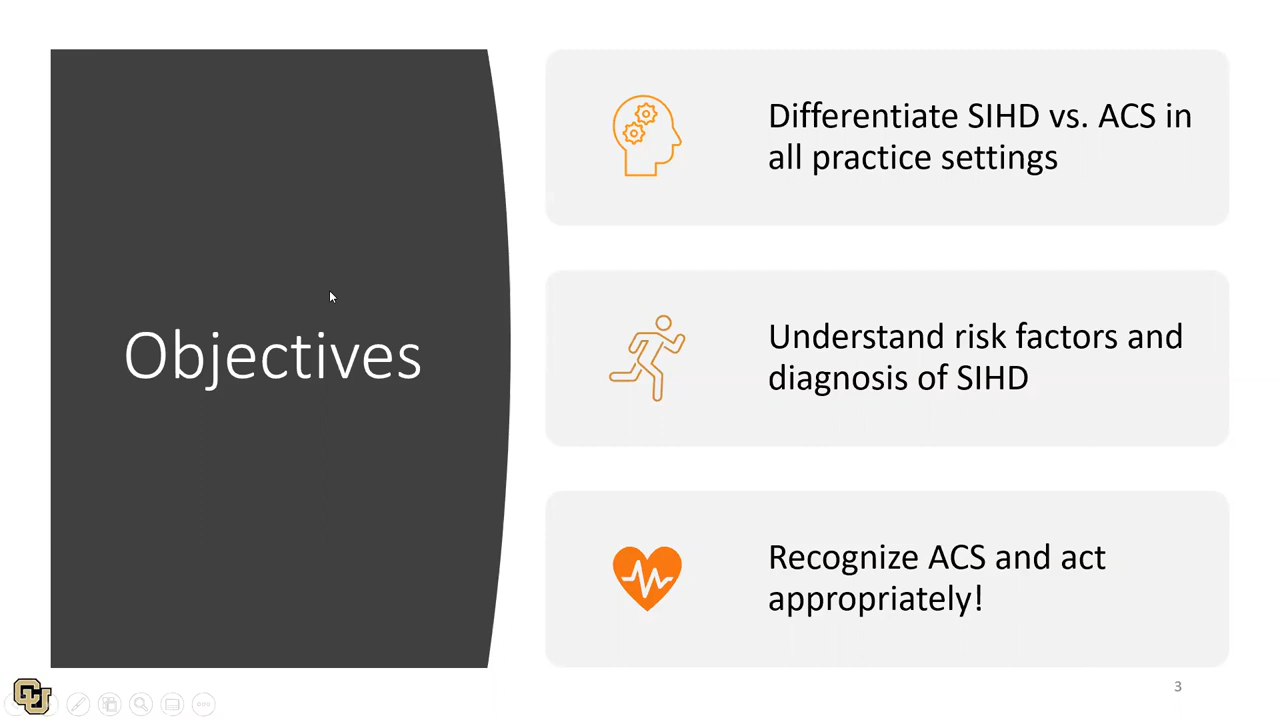 Objectives
Differentiate SIHD vs. ACS in
all practice settings
Understand risk factors and
diagnosis of SIHD
Recognize ACS and act
appropriately!
CU
3